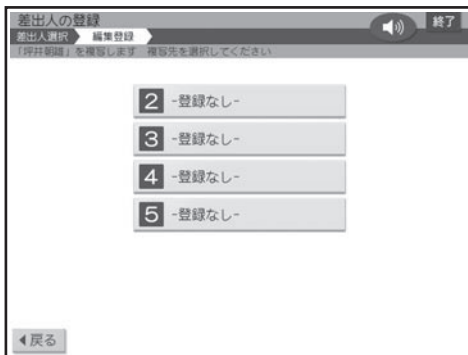 差出人の登録
終了
差出人選択 編集登録
「坪井朝雄」を複写します 複写先を選択してください
2 -登録なし-
3 -登録なし-
4 -登録なし-
5 -登録なし-
戻る